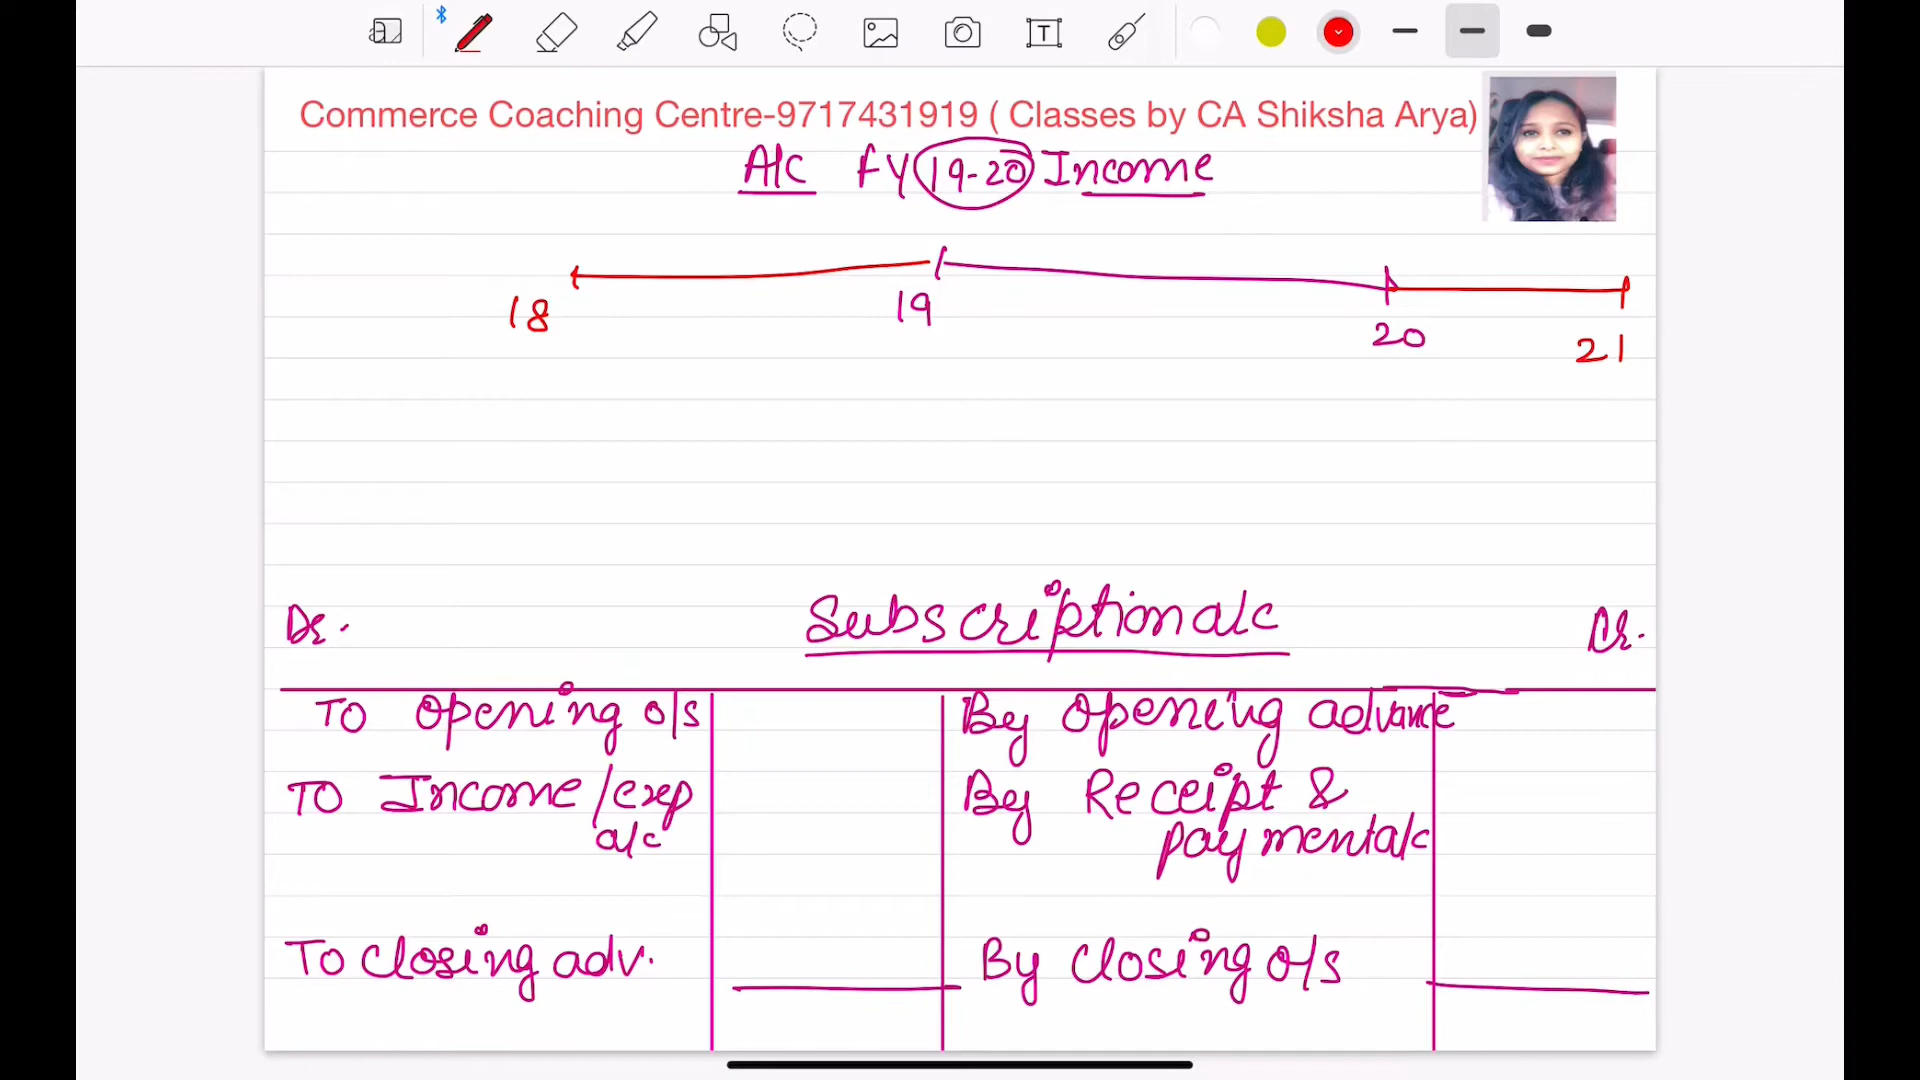 Commerce Coaching Centre-9717431919 ( Classes by CA Shiksha Arya)
A/C FY 19-20 Income
18 19 20 21
Dr. Subscription a/c Cr.
To Opening o/s By Opening advance
To Income/exp a/c By Receipt & payment a/c
To closing adv. By closing o/s